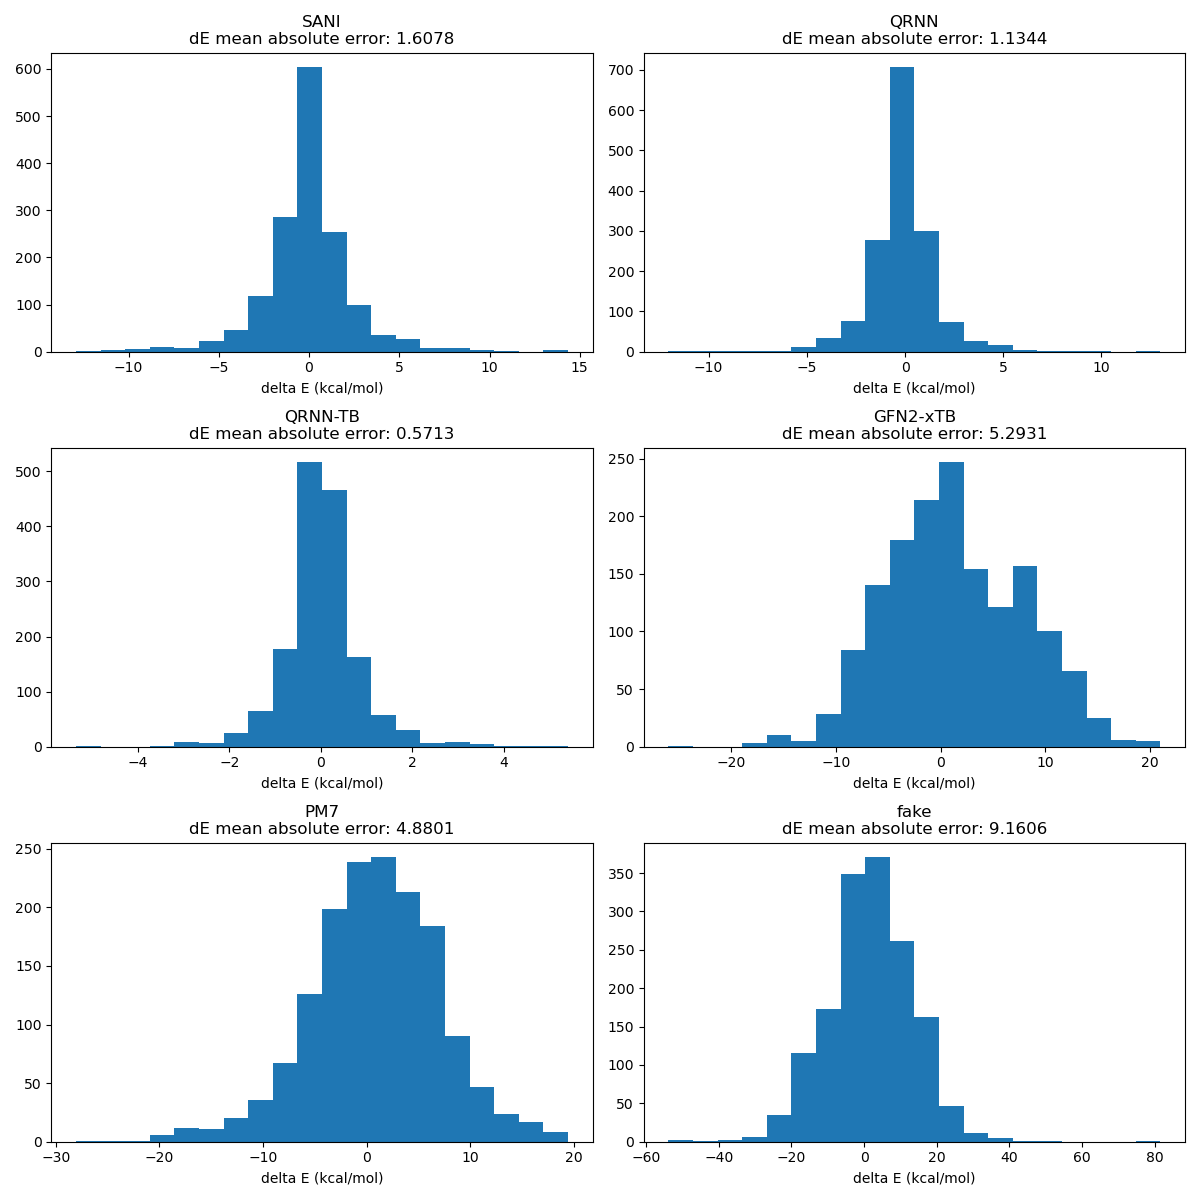 SANI
dE mean absolute error: 1.6078
600
500
400
300
200
100
0
−10 −5 0 5 10 15
delta E (kcal/mol)
QRNN
dE mean absolute error: 1.1344
700
600
500
400
300
200
100
0
−10 −5 0 5 10
delta E (kcal/mol)
QRNN-TB
dE mean absolute error: 0.5713
500
400
300
200
100
0
−4 −2 0 2 4
delta E (kcal/mol)
GFN2-xTB
dE mean absolute error: 5.2931
250
200
150
100
50
0
−20 −10 0 10 20
delta E (kcal/mol)
PM7
dE mean absolute error: 4.8801
250
200
150
100
50
0
−30 −20 −10 0 10 20
delta E (kcal/mol)
fake
dE mean absolute error: 9.1606
350
300
250
200
150
100
50
0
−60 −40 −20 0 20 40 60 80
delta E (kcal/mol)